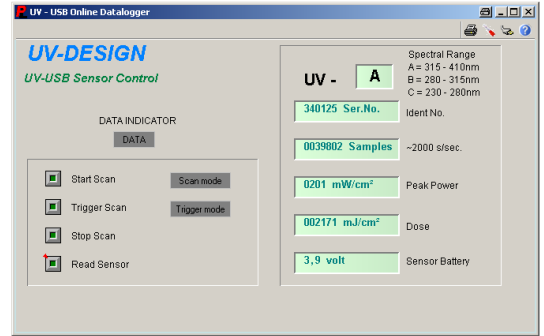 UV - USB Online Datalogger
UV-DESIGN
UV-USB Sensor Control
DATA INDICATOR
DATA
Start Scan
Scan mode
Trigger Scan
Trigger mode
Stop Scan
Read Sensor
UV - A
Spectral Range
A = 315 - 410nm
B = 280 - 315nm
C = 230 - 280nm
340125 Ser.No.
Ident No.
0039802 Samples
~2000 s/sec.
0201 mW/cm²
Peak Power
002171 mJ/cm²
Dose
3,9 volt
Sensor Battery